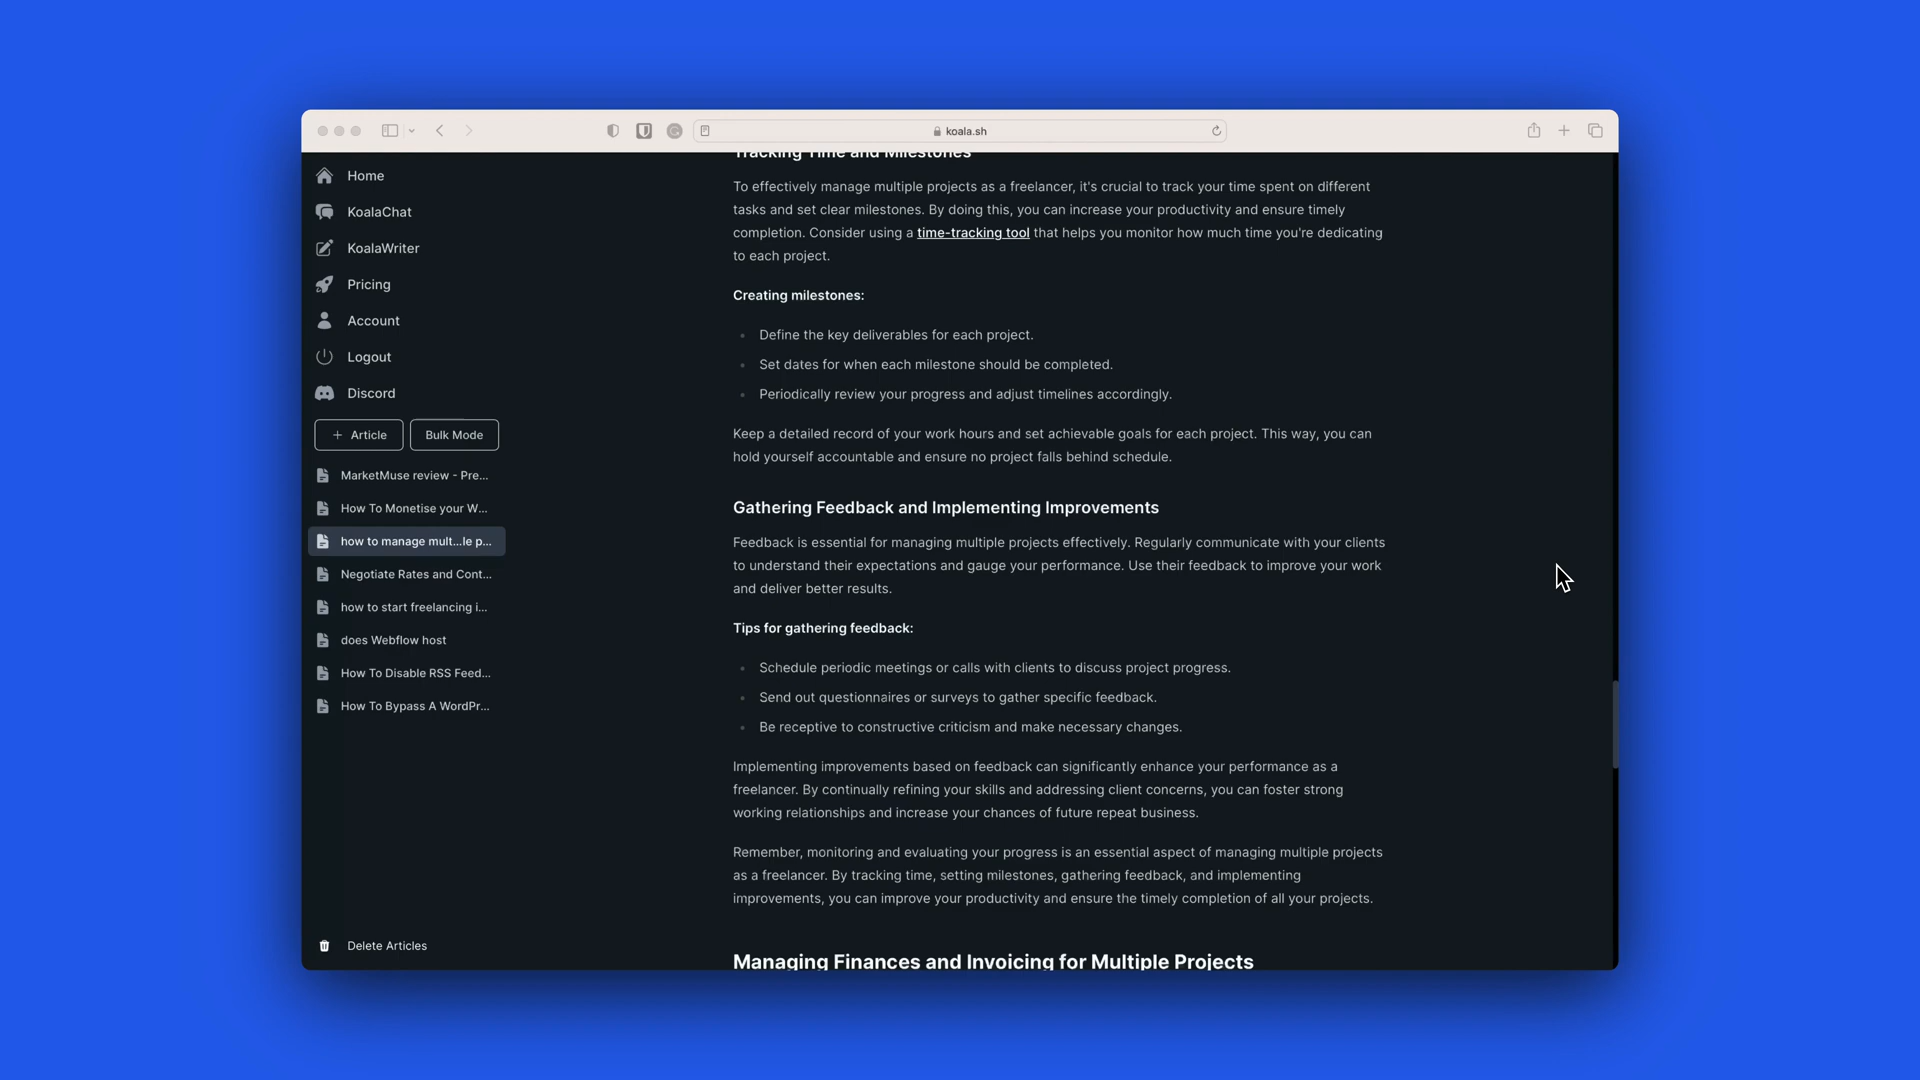 koala.sh
Home
KoalaChat
KoalaWriter
Pricing
Account
Logout
Discord
+ Article
Bulk Mode
MarketMuse review - Pre...
How To Monetise your W...
how to manage mult...le p...
Negotiate Rates and Cont...
how to start freelancing i...
does Webflow host
How To Disable RSS Feed...
How To Bypass A WordPr...
Delete Articles
Tracking Time and Milestones
To effectively manage multiple projects as a freelancer, it's crucial to track your time spent on different
tasks and set clear milestones. By doing this, you can increase your productivity and ensure timely
completion. Consider using a time-tracking tool that helps you monitor how much time you're dedicating
to each project.
Creating milestones:
Define the key deliverables for each project.
Set dates for when each milestone should be completed.
Periodically review your progress and adjust timelines accordingly.
Keep a detailed record of your work hours and set achievable goals for each project. This way, you can
hold yourself accountable and ensure no project falls behind schedule.
Gathering Feedback and Implementing Improvements
Feedback is essential for managing multiple projects effectively. Regularly communicate with your clients
to understand their expectations and gauge your performance. Use their feedback to improve your work
and deliver better results.
Tips for gathering feedback:
Schedule periodic meetings or calls with clients to discuss project progress.
Send out questionnaires or surveys to gather specific feedback.
Be receptive to constructive criticism and make necessary changes.
Implementing improvements based on feedback can significantly enhance your performance as a
freelancer. By continually refining your skills and addressing client concerns, you can foster strong
working relationships and increase your chances of future repeat business.
Remember, monitoring and evaluating your progress is an essential aspect of managing multiple projects
as a freelancer. By tracking time, setting milestones, gathering feedback, and implementing
improvements, you can improve your productivity and ensure the timely completion of all your projects.
Managing Finances and Invoicing for Multiple Projects